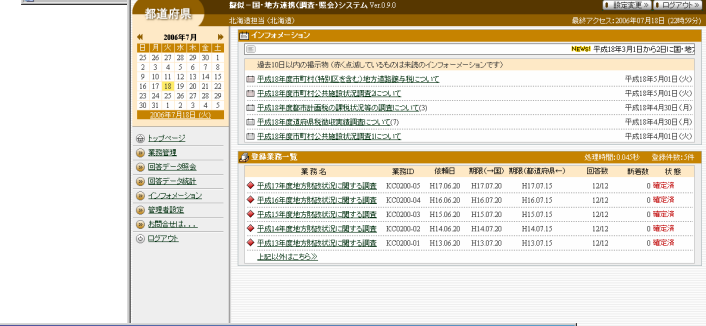 都道府県
擬似－国・地方連携(調査・照会)システム Ver.0.9.0
設定変更 ログアウト
北海道担当 (北海道)
最終アクセス:2006年07月18日 (22時59分)
2006年7月
日 月 火 水 木 金 土
25 26 27 28 29 30 1
2 3 4 5 6 7 8
9 10 11 12 13 14 15
16 17 18 19 20 21 22
23 24 25 26 27 28 29
30 31 1 2 3 4 5
2006年7月18日 (火)
トップページ
業務管理
回答データ照会
回答データ統計
インフォメーション
管理者設定
お問合せは...
ログアウト
インフォメーション
News! 平成18年3月1日から2日に国・地
過去10日以内の掲示物 (赤く点滅しているものは未読のインフォーメーションです)
平成18年度市町村(特別区を含む)地方道路譲与税について 平成18年5月01日 (火)
平成18年度市町村公共施設状況調査2について 平成18年5月01日 (火)
平成18年度都市計画税の課税状況等の調査について(3) 平成18年4月30日 (月)
平成18年度道府県税徴収実績調査について(7) 平成18年4月30日 (月)
平成18年度市町村公共施設状況調査1について 平成18年4月01日 (火)
登録業務一覧 処理時間:0.045秒 登録件数:5件
業務名 業務ID 依頼日 期限(→国) 期限(都道府県←) 回答数 新着数 状態
平成17年度地方財政状況に関する調査 KC0200-05 H17.06.20 H17.07.20 H17.07.15 12/12 0 確定済
平成16年度地方財政状況に関する調査 KC0200-04 H16.06.20 H16.07.20 H16.07.15 12/12 0 確定済
平成15年度地方財政状況に関する調査 KC0200-03 H15.06.20 H15.07.20 H15.07.15 12/12 0 確定済
平成14年度地方財政状況に関する調査 KC0200-02 H14.06.20 H14.07.20 H14.07.15 12/12 0 確定済
平成13年度地方財政状況に関する調査 KC0200-01 H13.06.20 H13.07.20 H13.07.15 12/12 0 確定済
上記以外はこちら≫